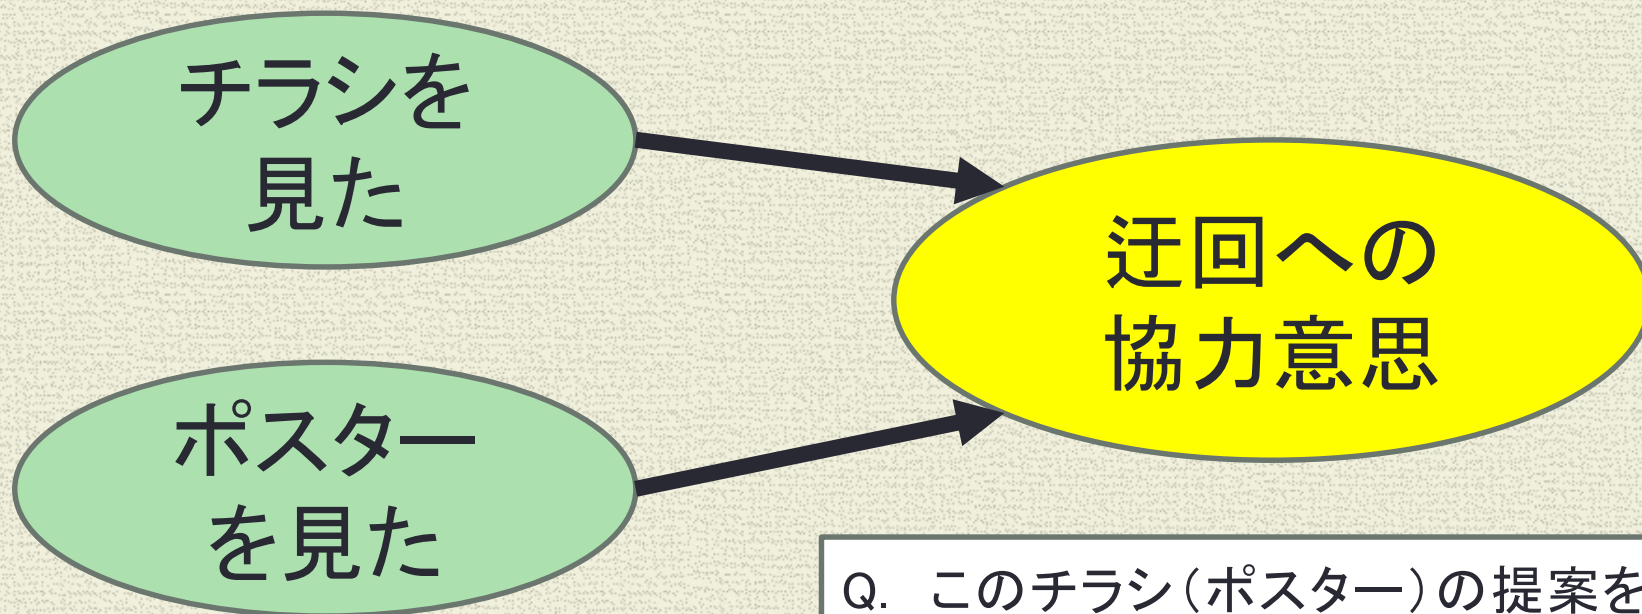 チラシを
見た
迂回への
協力意思
ポスター
を見た
Q. このチラシ(ポスター)の提案を